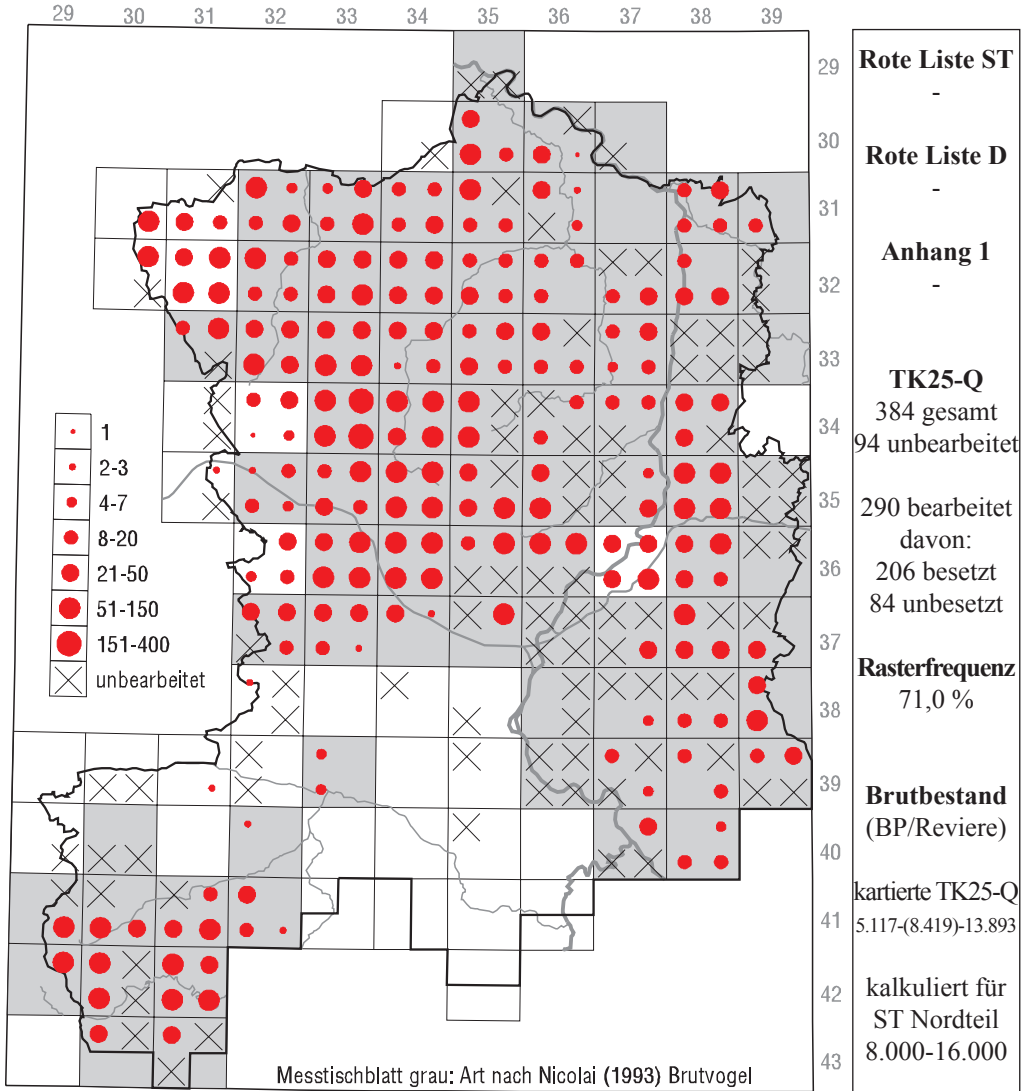 29 30 31 32 33 34 35 36 37 38 39
29
30
31
32
33
34
35
36
37
38
39
40
41
42
43
1
2-3
4-7
8-20
21-50
51-150
151-400
unbearbeitet
Messtischblatt grau: Art nach Nicolai (1993) Brutvogel
Rote Liste ST
-
Rote Liste D
-
Anhang 1
-
TK25-Q
384 gesamt
94 unbearbeitet
290 bearbeitet
davon:
206 besetzt
84 unbesetzt
Rasterfrequenz
71,0 %
Brutbestand
(BP/Reviere)
kartierte TK25-Q
5.117-(8.419)-13.893
kalkuliert für
ST Nordteil
8.000-16.000